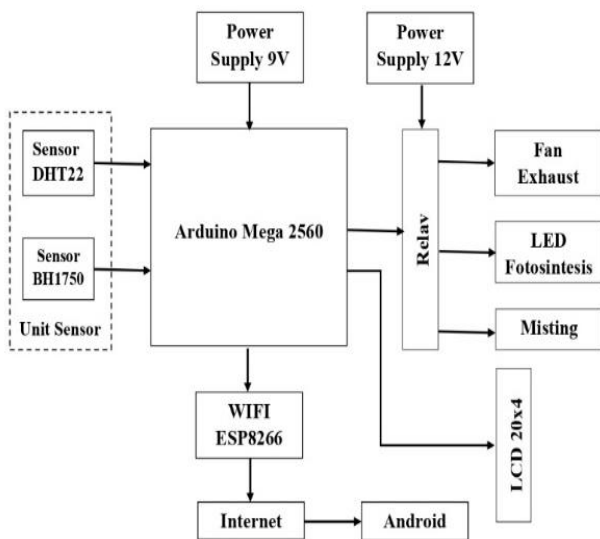 Power
Supply 9V
Power
Supply 12V
Sensor
DHT22
Sensor
BH1750
Unit Sensor
Arduino Mega 2560
Relay
Fan
Exhaust
LED
Fotosintesis
Misting
WIFI
ESP8266
LCD 20x4
Internet
Android